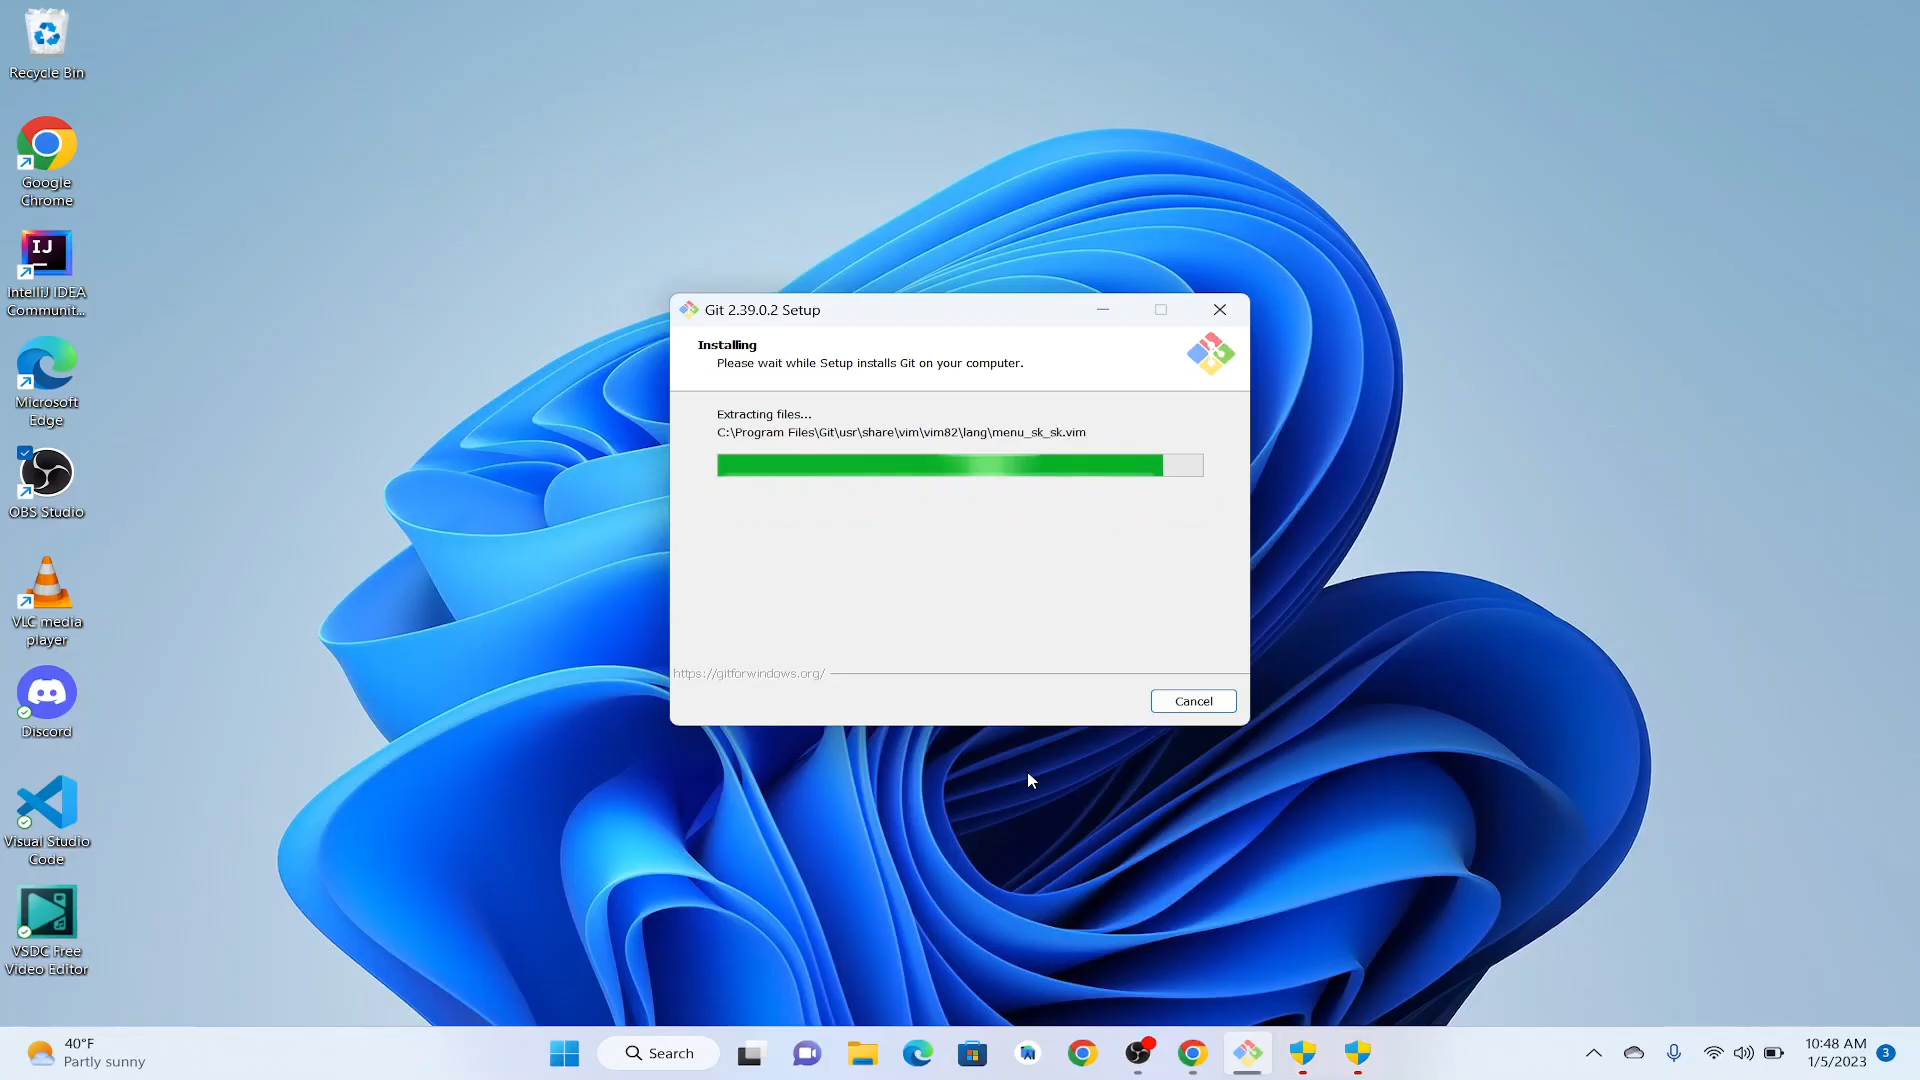 Recycle Bin
Google
Chrome
IJ
IntelliJ IDEA
Communit...
Microsoft
Edge
OBS Studio
VLC media
player
Discord
Visual Studio
Code
VSDC Free
Video Editor
Git 2.39.0.2 Setup
Installing
Please wait while Setup installs Git on your computer.
Extracting files...
C:\Program Files\Git\usr\share\vim\vim82\lang\menu_sk_sk.vim
https://gitforwindows.org/
Cancel
40°F
Partly sunny
Search
10:48 AM
1/5/2023
3